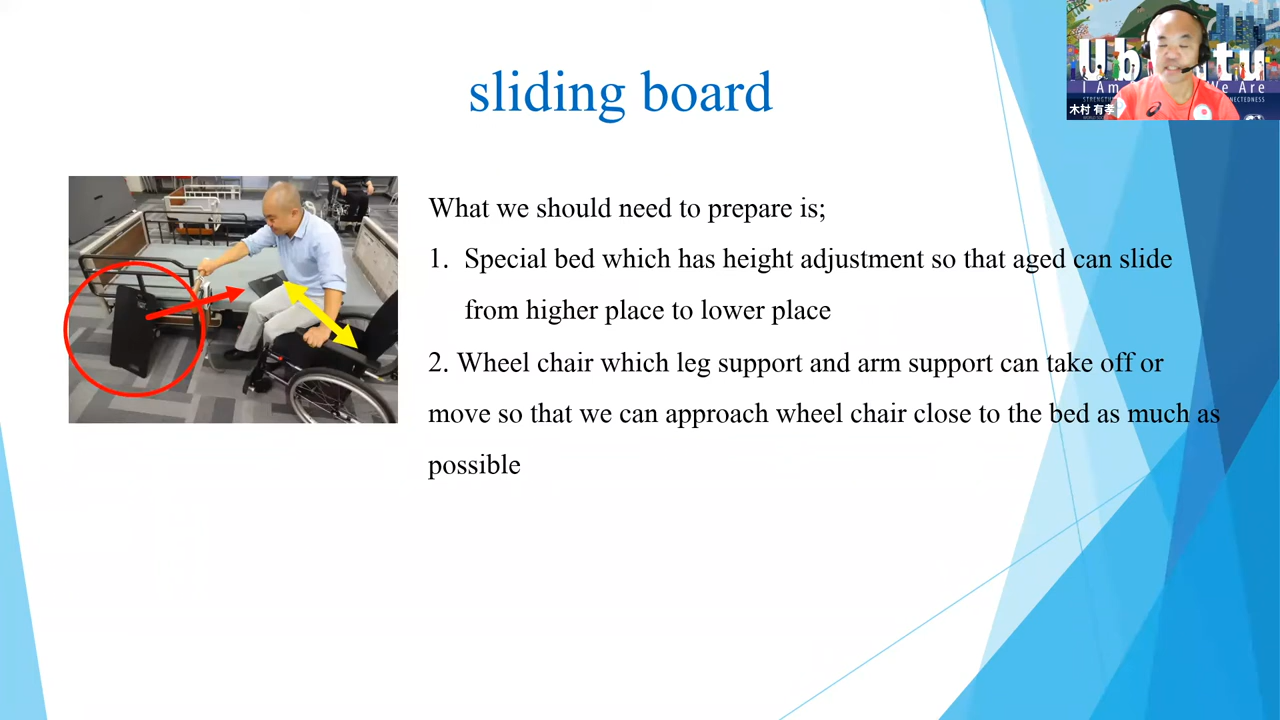 sliding board
What we should need to prepare is;
1. Special bed which has height adjustment so that aged can slide
from higher place to lower place
2. Wheel chair which leg support and arm support can take off or
move so that we can approach wheel chair close to the bed as much as
possible
I Am We Are
木村 有孝